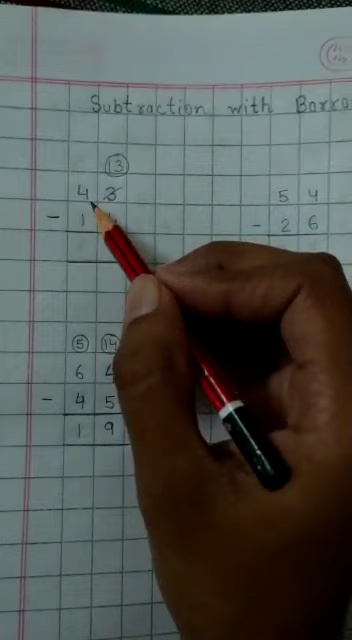 Subtraction with Borro
13
4 3
- 1
5 4
- 2 6
5 14
6 4
- 4 5
1 9